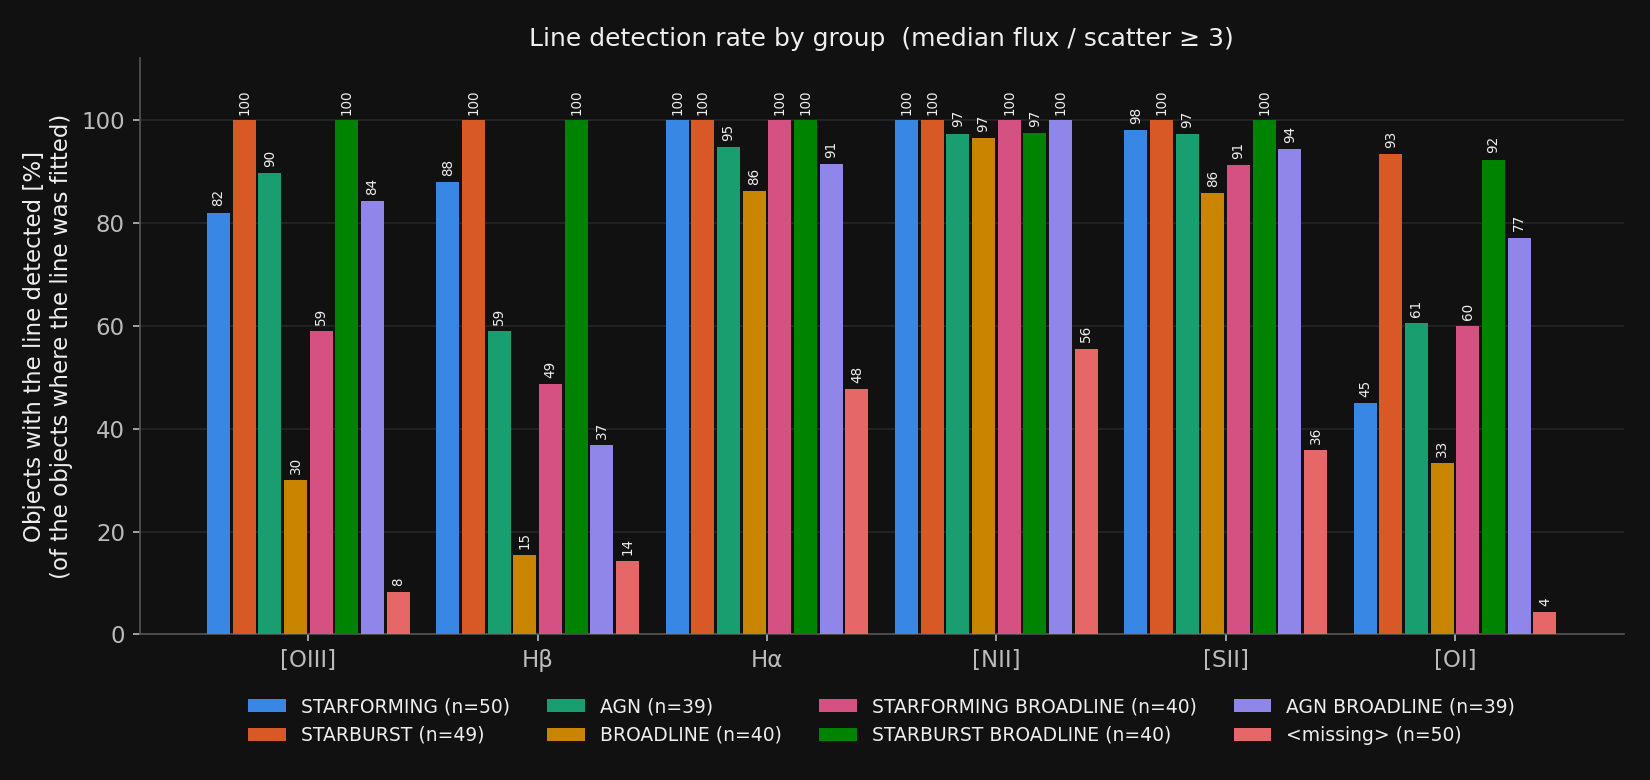 Line detection rate by group  (median flux / scatter ≥ 3)
Objects with the line detected [%]
(of the objects where the line was fitted)
100
80
60
40
20
0
82 100 90 30 59 100 84 8
88 100 59 15 49 100 37 14
100 100 95 86 100 100 91 48
100 100 97 97 100 97 100 56
98 100 97 86 91 100 94 36
45 93 61 33 60 92 77 4
[OIII] Hβ Hα [NII] [SII] [OI]
STARFORMING (n=50) AGN (n=39) STARFORMING BROADLINE (n=40) AGN BROADLINE (n=39)
STARBURST (n=49) BROADLINE (n=40) STARBURST BROADLINE (n=40) <missing> (n=50)